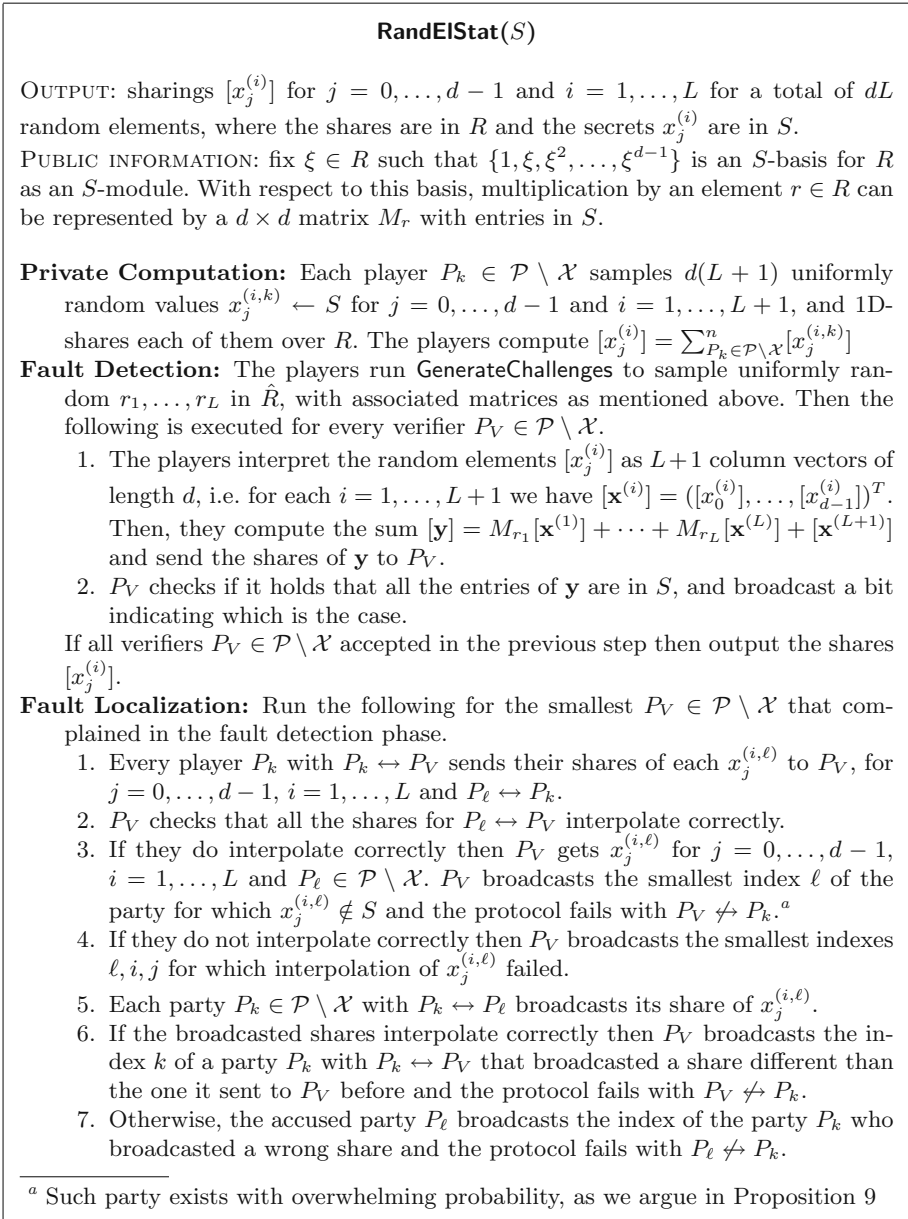 RandElStat(S)
OUTPUT: sharings [x_j^{(i)}] for j = 0, . . . , d − 1 and i = 1, . . . , L for a total of dL
random elements, where the shares are in R and the secrets x_j^{(i)} are in S.
PUBLIC INFORMATION: fix ξ ∈ R such that {1, ξ, ξ^2, . . . , ξ^{d−1}} is an S-basis for R
as an S-module. With respect to this basis, multiplication by an element r ∈ R can
be represented by a d × d matrix M_r with entries in S.
Private Computation: Each player P_k ∈ P \ X samples d(L + 1) uniformly
random values x_j^{(i,k)} ← S for j = 0, . . . , d − 1 and i = 1, . . . , L + 1, and 1D-
shares each of them over R. The players compute [x_j^{(i)}] = ∑_{P_k∈P\X}^n [x_j^{(i,k)}]
Fault Detection: The players run GenerateChallenges to sample uniformly ran-
dom r_1, . . . , r_L in R̂, with associated matrices as mentioned above. Then the
following is executed for every verifier P_V ∈ P \ X.
1. The players interpret the random elements [x_j^{(i)}] as L+1 column vectors of
length d, i.e. for each i = 1, . . . , L + 1 we have [𝐱^{(i)}] = ([x_0^{(i)}], . . . , [x_{d−1}^{(i)}])^T.
Then, they compute the sum [𝐲] = M_{r_1}[𝐱^{(1)}] + · · · + M_{r_L}[𝐱^{(L)}] + [𝐱^{(L+1)}]
and send the shares of 𝐲 to P_V.
2. P_V checks if it holds that all the entries of 𝐲 are in S, and broadcast a bit
indicating which is the case.
If all verifiers P_V ∈ P \ X accepted in the previous step then output the shares
[x_j^{(i)}].
Fault Localization: Run the following for the smallest P_V ∈ P \ X that com-
plained in the fault detection phase.
1. Every player P_k with P_k ↔ P_V sends their shares of each x_j^{(i,ℓ)} to P_V, for
j = 0, . . . , d − 1, i = 1, . . . , L and P_ℓ ↔ P_k.
2. P_V checks that all the shares for P_ℓ ↔ P_V interpolate correctly.
3. If they do interpolate correctly then P_V gets x_j^{(i,ℓ)} for j = 0, . . . , d − 1,
i = 1, . . . , L and P_ℓ ∈ P \ X. P_V broadcasts the smallest index ℓ of the
party for which x_j^{(i,ℓ)} ∉ S and the protocol fails with P_V ↮ P_k.^a
4. If they do not interpolate correctly then P_V broadcasts the smallest indexes
ℓ, i, j for which interpolation of x_j^{(i,ℓ)} failed.
5. Each party P_k ∈ P \ X with P_k ↔ P_ℓ broadcasts its share of x_j^{(i,ℓ)}.
6. If the broadcasted shares interpolate correctly then P_V broadcasts the in-
dex k of a party P_k with P_k ↔ P_V that broadcasted a share different than
the one it sent to P_V before and the protocol fails with P_V ↮ P_k.
7. Otherwise, the accused party P_ℓ broadcasts the index of the party P_k who
broadcasted a wrong share and the protocol fails with P_ℓ ↮ P_k.
^a Such party exists with overwhelming probability, as we argue in Proposition 9